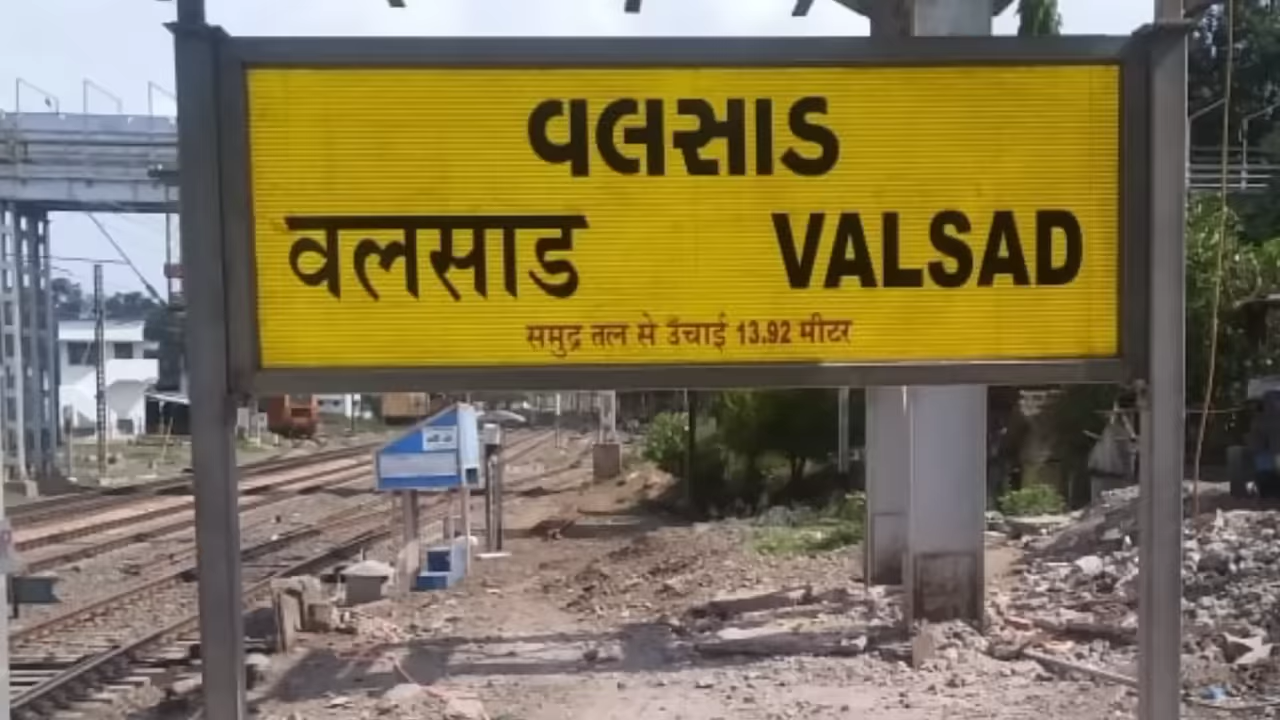 વલસાડ
वलसाड VALSAD
समुद्र तल से उंचाई 13.92 मीटर